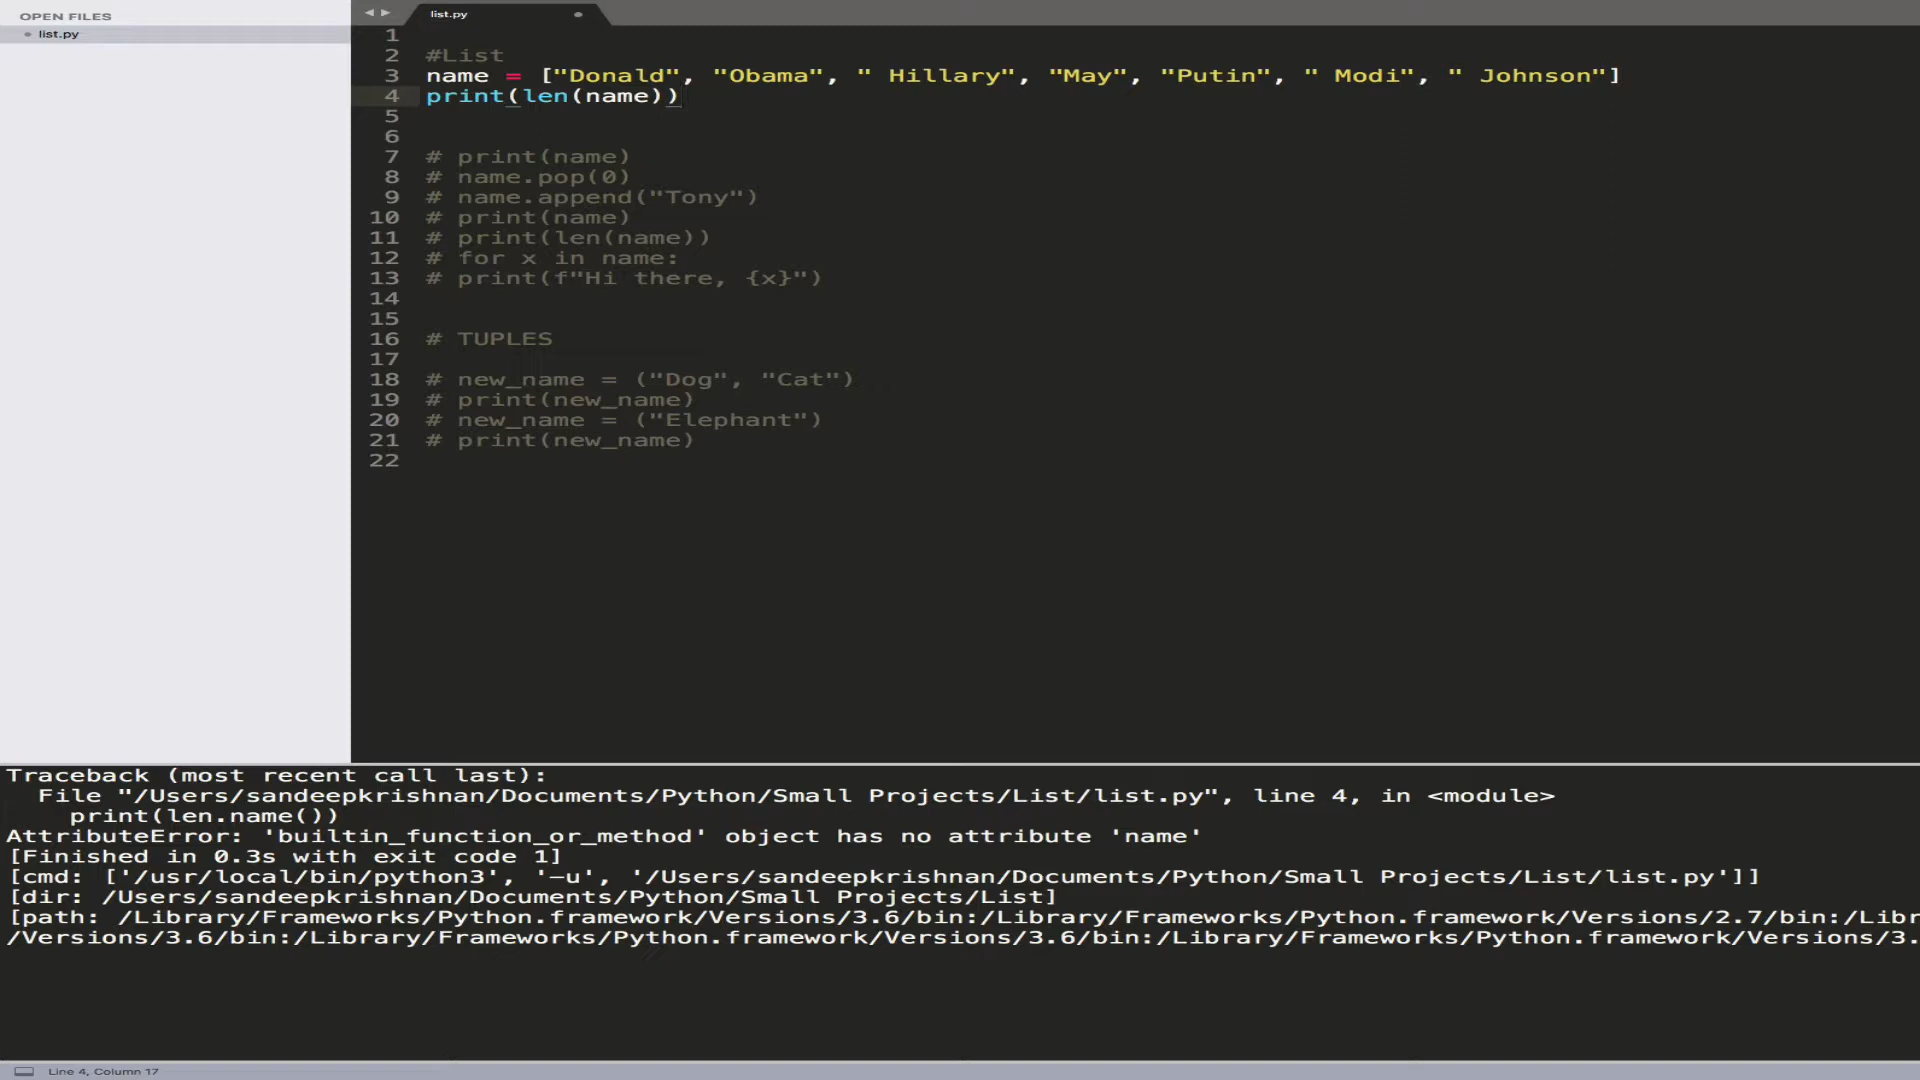 OPEN FILES
list.py
list.py
1
2 #List
3 name = ["Donald", "Obama", " Hillary", "May", "Putin", " Modi", " Johnson"]
4 print(len(name))
5
6
7 # print(name)
8 # name.pop(0)
9 # name.append("Tony")
10 # print(name)
11 # print(len(name))
12 # for x in name:
13 # print(f"Hi there, {x}")
14
15
16 # TUPLES
17
18 # new_name = ("Dog", "Cat")
19 # print(new_name)
20 # new_name = ("Elephant")
21 # print(new_name)
22
Traceback (most recent call last):
File "/Users/sandeepkrishnan/Documents/Python/Small Projects/List/list.py", line 4, in <module>
print(len.name())
AttributeError: 'builtin_function_or_method' object has no attribute 'name'
[Finished in 0.3s with exit code 1]
[cmd: ['/usr/local/bin/python3', '-u', '/Users/sandeepkrishnan/Documents/Python/Small Projects/List/list.py']]
[dir: /Users/sandeepkrishnan/Documents/Python/Small Projects/List]
[path: /Library/Frameworks/Python.framework/Versions/3.6/bin:/Library/Frameworks/Python.framework/Versions/2.7/bin:/Libr
/Versions/3.6/bin:/Library/Frameworks/Python.framework/Versions/3.6/bin:/Library/Frameworks/Python.framework/Versions/3.
Line 4, Column 17